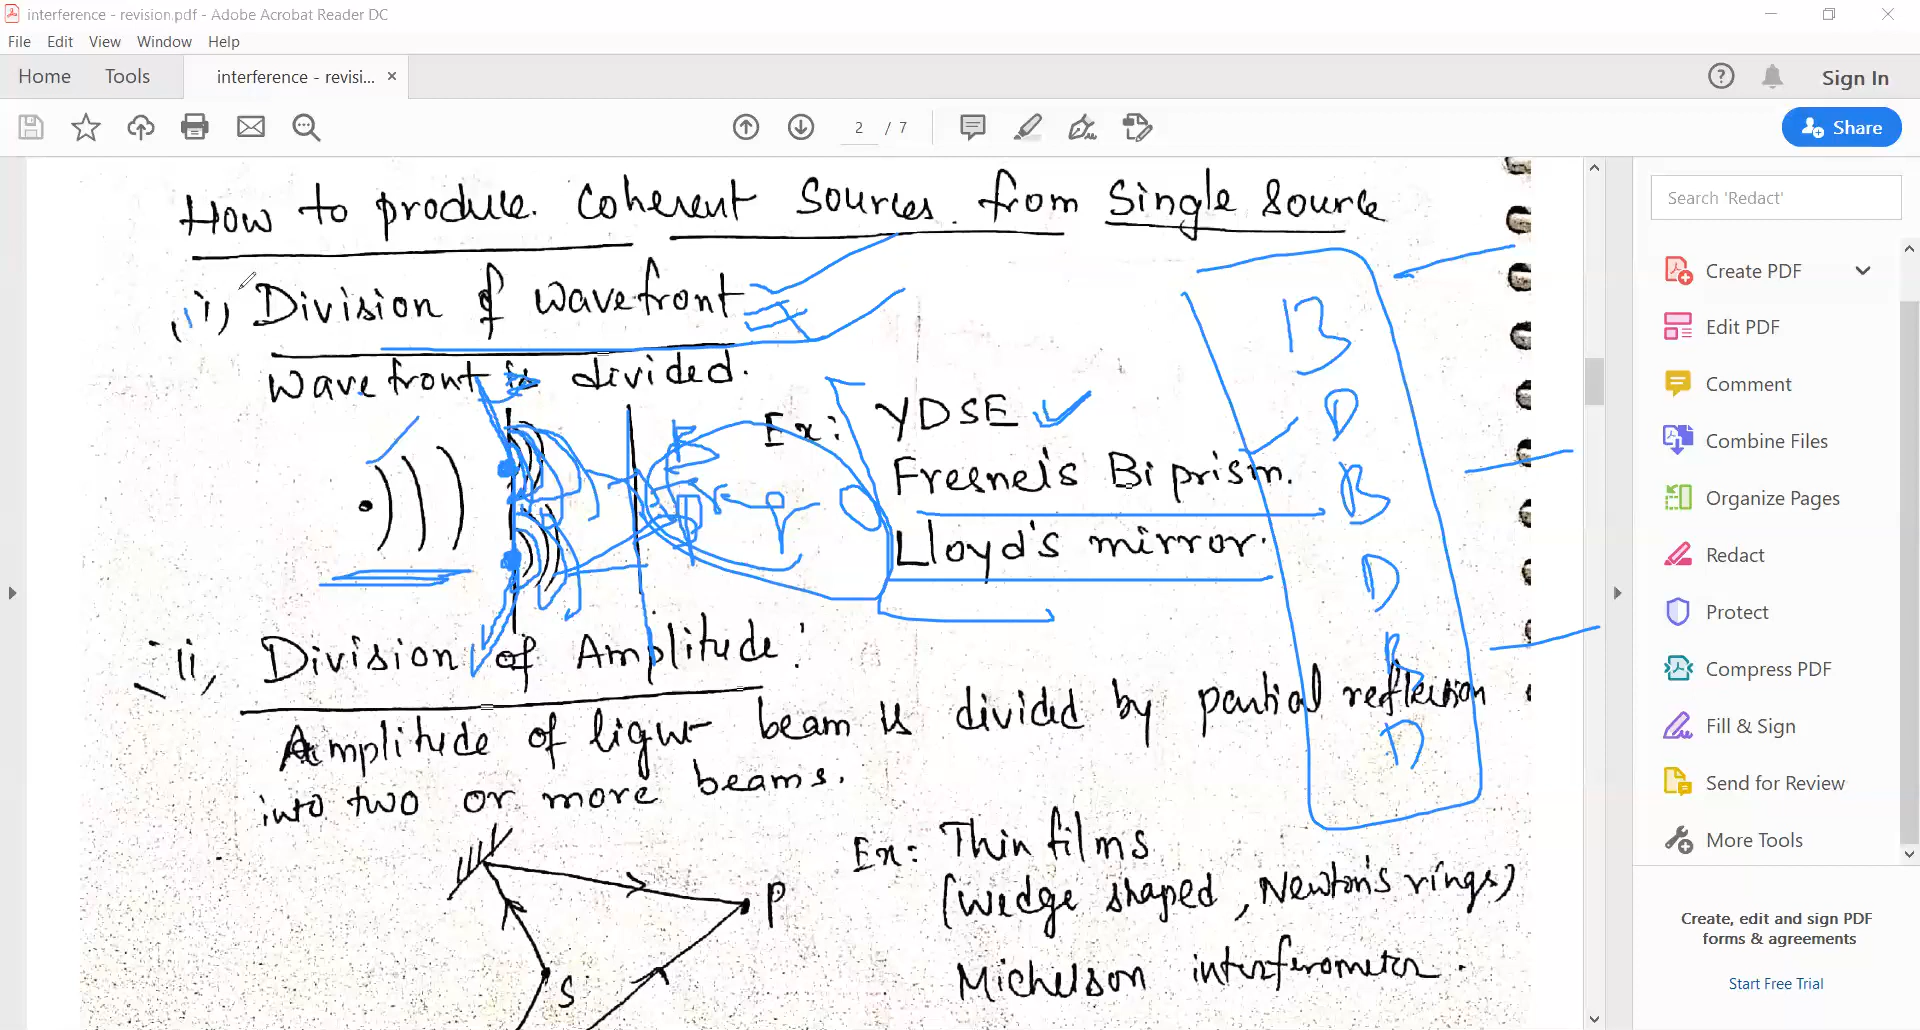 interference - revision.pdf - Adobe Acrobat Reader DC
File Edit View Window Help
Home Tools interference - revisi... × Sign In
2 / 7 Share
How to produce Coherent Sources from Single Source
i) Division of wavefront
Wavefront is divided.
Ex: YDSE
Fresnel's Biprism.
Lloyd's mirror.
B
D
B
D
B
D
ii) Division of Amplitude:
Amplitude of light beam is divided by partial reflection
into two or more beams.
Ex: Thin films
(wedge shaped, Newton's rings)
Michelson interferometer.
P
S
Search 'Redact'
Create PDF
Edit PDF
Comment
Combine Files
Organize Pages
Redact
Protect
Compress PDF
Fill & Sign
Send for Review
More Tools
Create, edit and sign PDF
forms & agreements
Start Free Trial